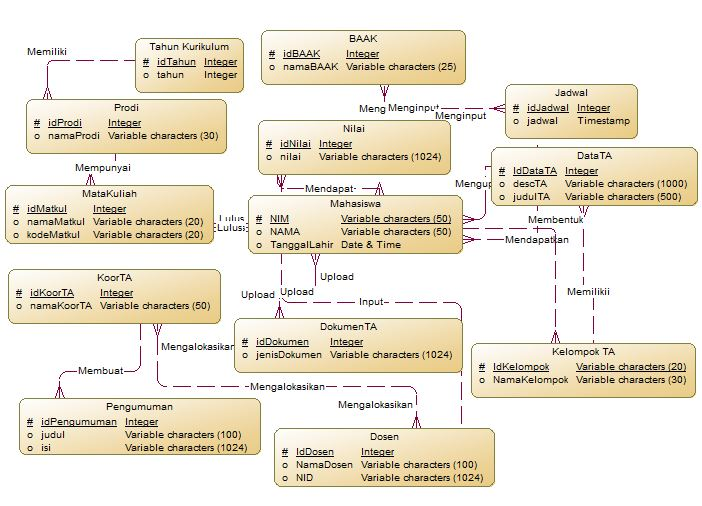 Tahun Kurikulum
# idTahun Integer
o tahun Integer
Memiliki
BAAK
# idBAAK Integer
o namaBAAK Variable characters (25)
Jadwal
# idJadwal Integer
o jadwal Timestamp
Menginput
Menginput
Prodi
# idProdi Integer
o namaProdi Variable characters (30)
Nilai
# idNilai Integer
o nilai Variable characters (1024)
DataTA
# IdDataTA Integer
o descTA Variable characters (1000)
o judulTA Variable characters (500)
Mempunyai
Mendapat
MataKuliah
# idMatkul Integer
o namaMatkul Variable characters (20)
o kodeMatkul Variable characters (20)
Lulus
Lulus
Mahasiswa
# NIM Variable characters (50)
o NAMA Variable characters (50)
o TanggalLahir Date & Time
Membentuk
Mendapatkan
KoorTA
# idKoorTA Integer
o namaKoorTA Variable characters (50)
Upload
Upload
Upload
Input
Memilikii
DokumenTA
# idDokumen Integer
o jenisDokumen Variable characters (1024)
Mengalokasikan
Kelompok TA
# IdKelompok Variable characters (20)
o NamaKelompok Variable characters (30)
Membuat
Mengalokasikan
Mengalokasikan
Pengumuman
# idPengumuman Integer
o judul Variable characters (100)
o isi Variable characters (1024)
Dosen
# IdDosen Integer
o NamaDosen Variable characters (100)
o NID Variable characters (1024)